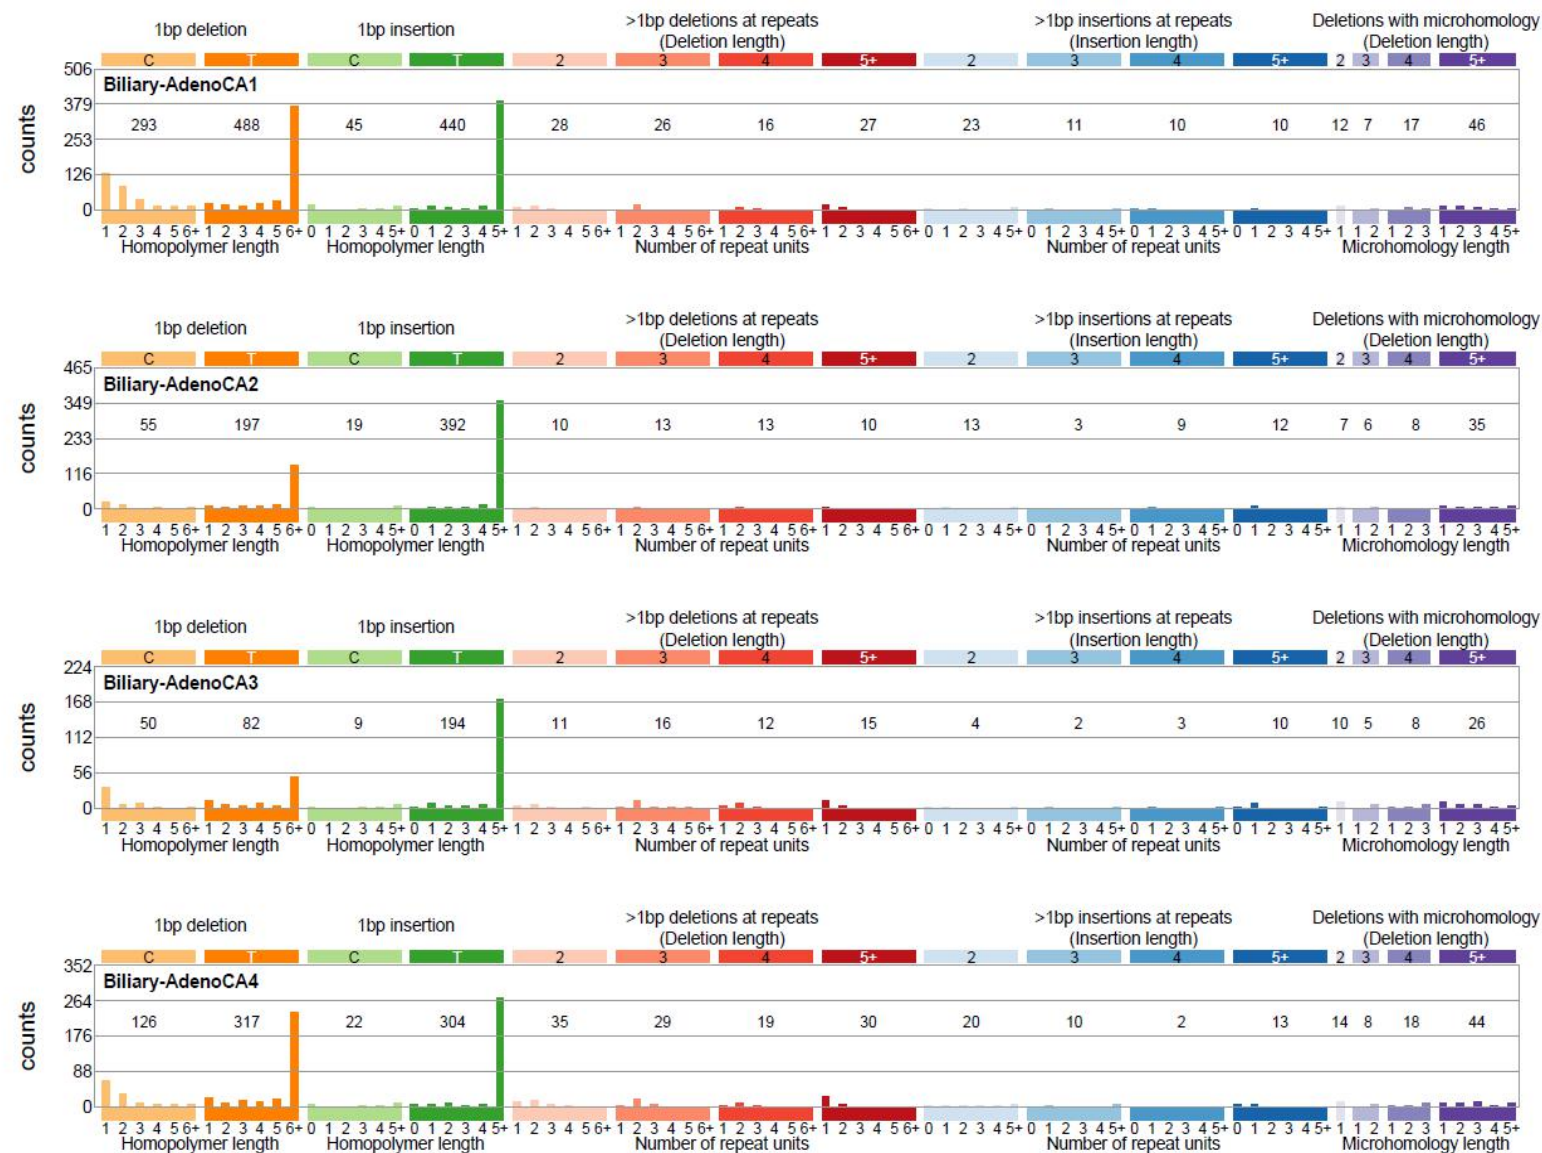 1bp deletion 1bp insertion >1bp deletions at repeats (Deletion length) >1bp insertions at repeats (Insertion length) Deletions with microhomology (Deletion length)
C T C T 2 3 4 5+ 2 3 4 5+ 2 3 4 5+
506
Biliary-AdenoCA1
379
293 488 45 440 28 26 16 27 23 11 10 10 12 7 17 46
253
126
0
counts
1 2 3 4 5 6+ 1 2 3 4 5 6+ 0 1 2 3 4 5+ 0 1 2 3 4 5+ 1 2 3 4 5 6+ 1 2 3 4 5 6+ 1 2 3 4 5 6+ 1 2 3 4 5 6+ 0 1 2 3 4 5+ 0 1 2 3 4 5+ 0 1 2 3 4 5+ 0 1 2 3 4 5+ 1 1 2 1 2 3 1 2 3 4 5+
Homopolymer length Homopolymer length Number of repeat units Number of repeat units Microhomology length
1bp deletion 1bp insertion >1bp deletions at repeats (Deletion length) >1bp insertions at repeats (Insertion length) Deletions with microhomology (Deletion length)
C T C T 2 3 4 5+ 2 3 4 5+ 2 3 4 5+
465
Biliary-AdenoCA2
349
55 197 19 392 10 13 13 10 13 3 9 12 7 6 8 35
233
116
0
counts
1 2 3 4 5 6+ 1 2 3 4 5 6+ 0 1 2 3 4 5+ 0 1 2 3 4 5+ 1 2 3 4 5 6+ 1 2 3 4 5 6+ 1 2 3 4 5 6+ 1 2 3 4 5 6+ 0 1 2 3 4 5+ 0 1 2 3 4 5+ 0 1 2 3 4 5+ 0 1 2 3 4 5+ 1 1 2 1 2 3 1 2 3 4 5+
Homopolymer length Homopolymer length Number of repeat units Number of repeat units Microhomology length
1bp deletion 1bp insertion >1bp deletions at repeats (Deletion length) >1bp insertions at repeats (Insertion length) Deletions with microhomology (Deletion length)
C T C T 2 3 4 5+ 2 3 4 5+ 2 3 4 5+
224
Biliary-AdenoCA3
168
50 82 9 194 11 16 12 15 4 2 3 10 10 5 8 26
112
56
0
counts
1 2 3 4 5 6+ 1 2 3 4 5 6+ 0 1 2 3 4 5+ 0 1 2 3 4 5+ 1 2 3 4 5 6+ 1 2 3 4 5 6+ 1 2 3 4 5 6+ 1 2 3 4 5 6+ 0 1 2 3 4 5+ 0 1 2 3 4 5+ 0 1 2 3 4 5+ 0 1 2 3 4 5+ 1 1 2 1 2 3 1 2 3 4 5+
Homopolymer length Homopolymer length Number of repeat units Number of repeat units Microhomology length
1bp deletion 1bp insertion >1bp deletions at repeats (Deletion length) >1bp insertions at repeats (Insertion length) Deletions with microhomology (Deletion length)
C T C T 2 3 4 5+ 2 3 4 5+ 2 3 4 5+
352
Biliary-AdenoCA4
264
126 317 22 304 35 29 19 30 20 10 2 13 14 8 18 44
176
88
0
counts
1 2 3 4 5 6+ 1 2 3 4 5 6+ 0 1 2 3 4 5+ 0 1 2 3 4 5+ 1 2 3 4 5 6+ 1 2 3 4 5 6+ 1 2 3 4 5 6+ 1 2 3 4 5 6+ 0 1 2 3 4 5+ 0 1 2 3 4 5+ 0 1 2 3 4 5+ 0 1 2 3 4 5+ 1 1 2 1 2 3 1 2 3 4 5+
Homopolymer length Homopolymer length Number of repeat units Number of repeat units Microhomology length